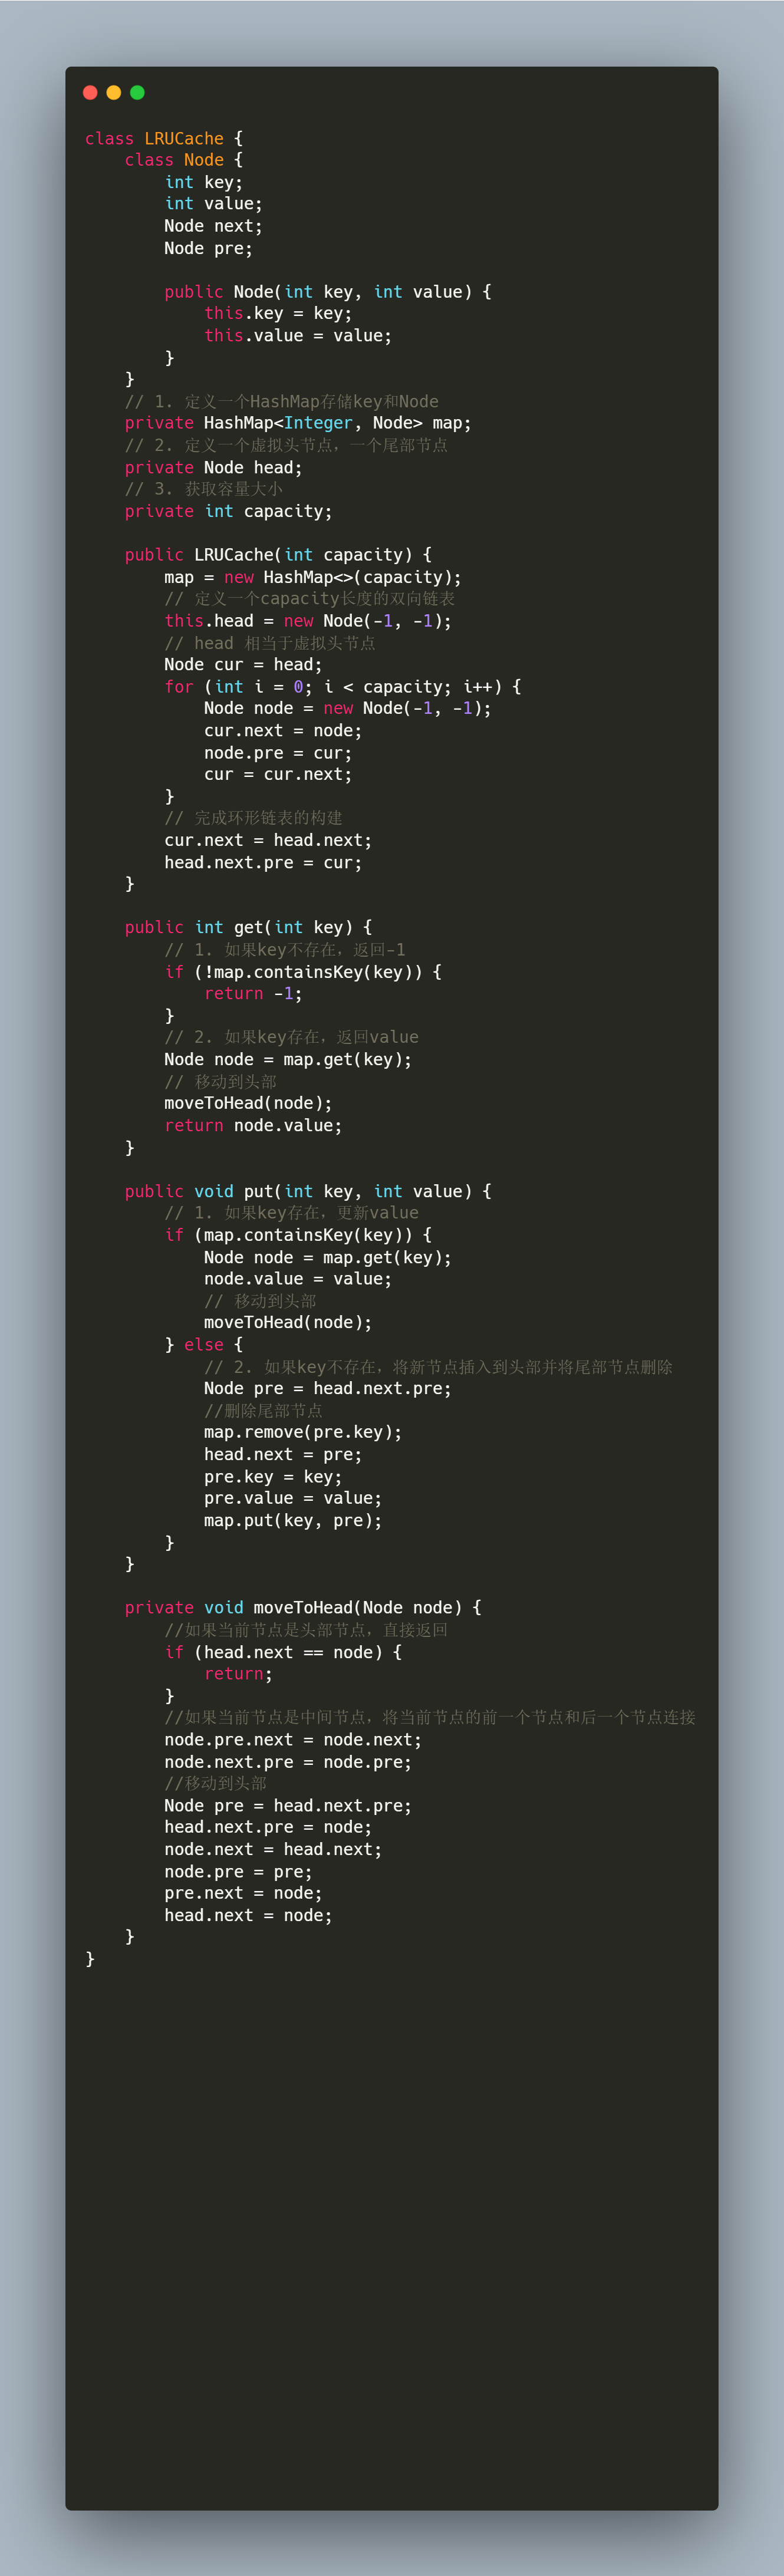 class LRUCache {
    class Node {
        int key;
        int value;
        Node next;
        Node pre;

        public Node(int key, int value) {
            this.key = key;
            this.value = value;
        }
    }
    // 1. 定义一个HashMap存储key和Node
    private HashMap<Integer, Node> map;
    // 2. 定义一个虚拟头节点，一个尾部节点
    private Node head;
    // 3. 获取容量大小
    private int capacity;

    public LRUCache(int capacity) {
        map = new HashMap<>(capacity);
        // 定义一个capacity长度的双向链表
        this.head = new Node(-1, -1);
        // head 相当于虚拟头节点
        Node cur = head;
        for (int i = 0; i < capacity; i++) {
            Node node = new Node(-1, -1);
            cur.next = node;
            node.pre = cur;
            cur = cur.next;
        }
        // 完成环形链表的构建
        cur.next = head.next;
        head.next.pre = cur;
    }

    public int get(int key) {
        // 1. 如果key不存在，返回-1
        if (!map.containsKey(key)) {
            return -1;
        }
        // 2. 如果key存在，返回value
        Node node = map.get(key);
        // 移动到头部
        moveToHead(node);
        return node.value;
    }

    public void put(int key, int value) {
        // 1. 如果key存在，更新value
        if (map.containsKey(key)) {
            Node node = map.get(key);
            node.value = value;
            // 移动到头部
            moveToHead(node);
        } else {
            // 2. 如果key不存在，将新节点插入到头部并将尾部节点删除
            Node pre = head.next.pre;
            //删除尾部节点
            map.remove(pre.key);
            head.next = pre;
            pre.key = key;
            pre.value = value;
            map.put(key, pre);
        }
    }

    private void moveToHead(Node node) {
        //如果当前节点是头部节点，直接返回
        if (head.next == node) {
            return;
        }
        //如果当前节点是中间节点，将当前节点的前一个节点和后一个节点连接
        node.pre.next = node.next;
        node.next.pre = node.pre;
        //移动到头部
        Node pre = head.next.pre;
        head.next.pre = node;
        node.next = head.next;
        node.pre = pre;
        pre.next = node;
        head.next = node;
    }
}